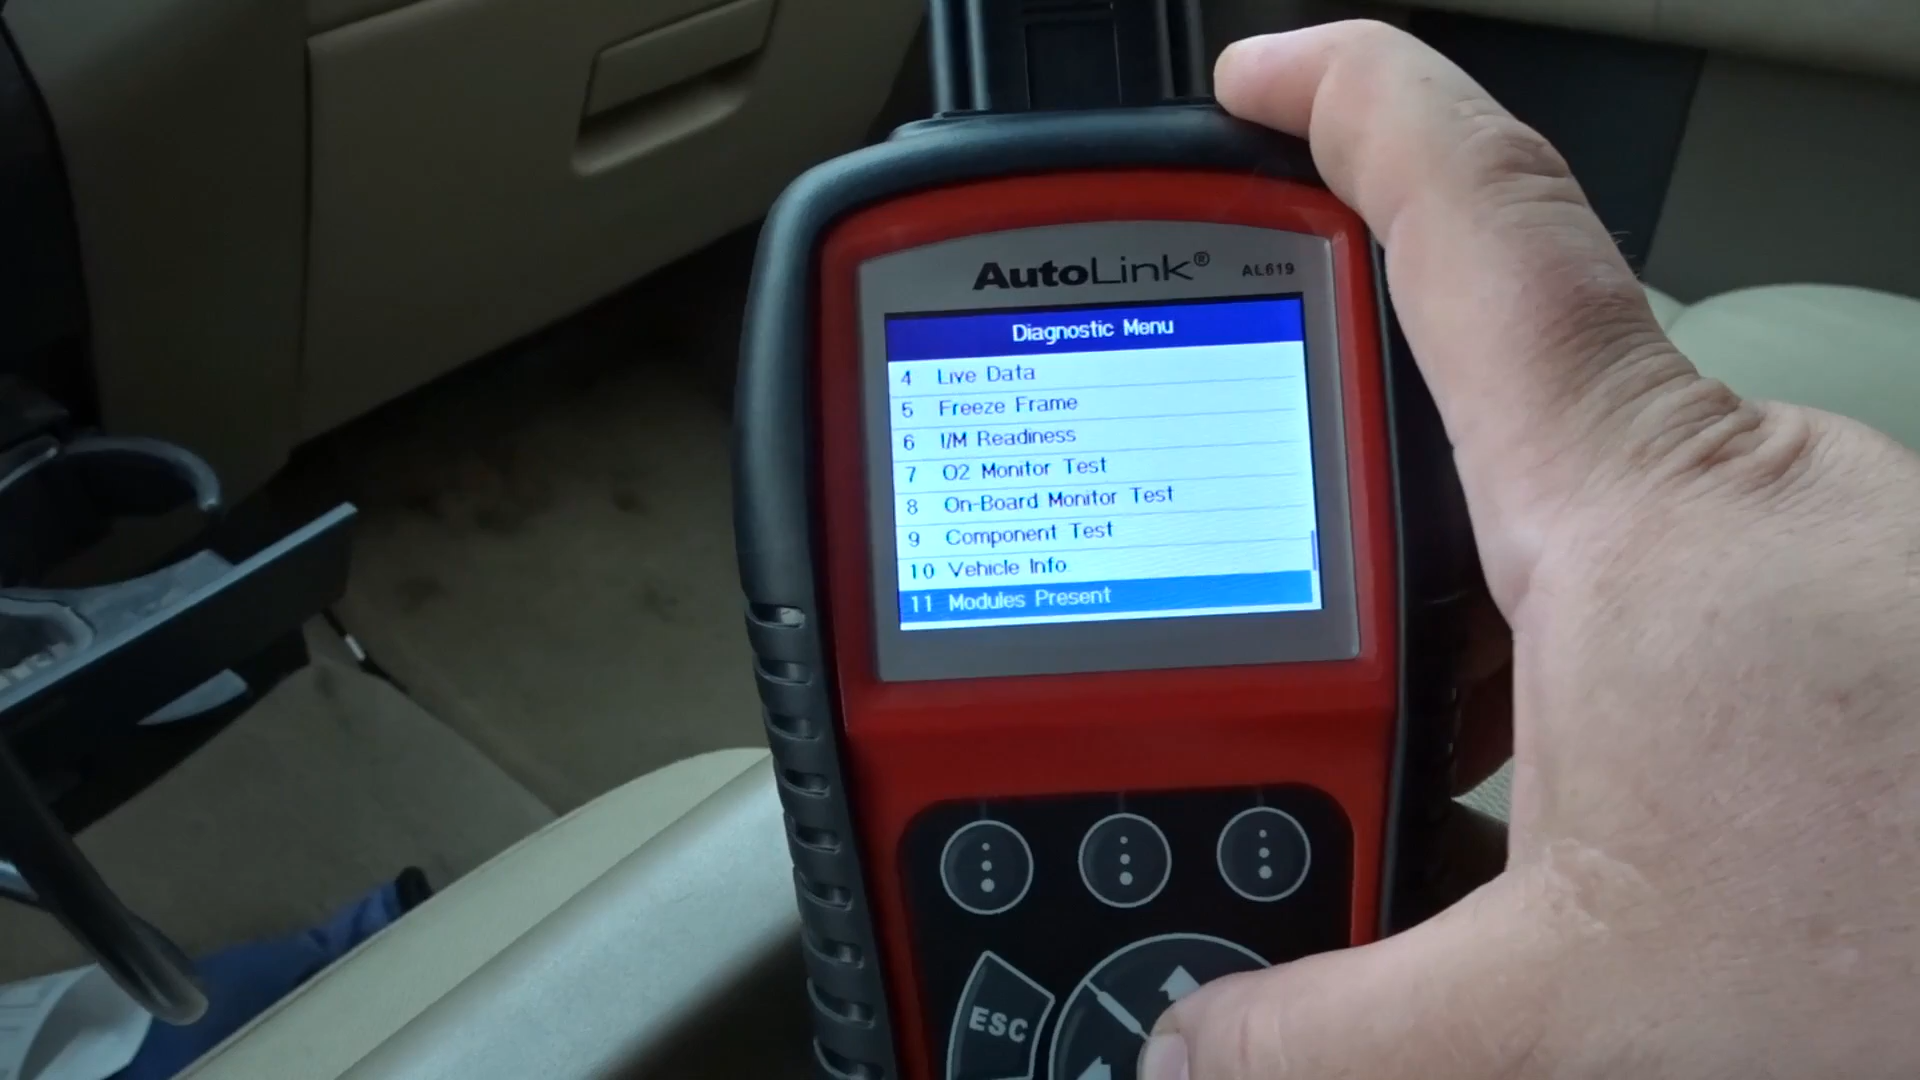 AutoLink® AL619
Diagnostic Menu
4 Live Data
5 Freeze Frame
6 I/M Readiness
7 O2 Monitor Test
8 On-Board Monitor Test
9 Component Test
10 Vehicle Info
11 Modules Present
ESC